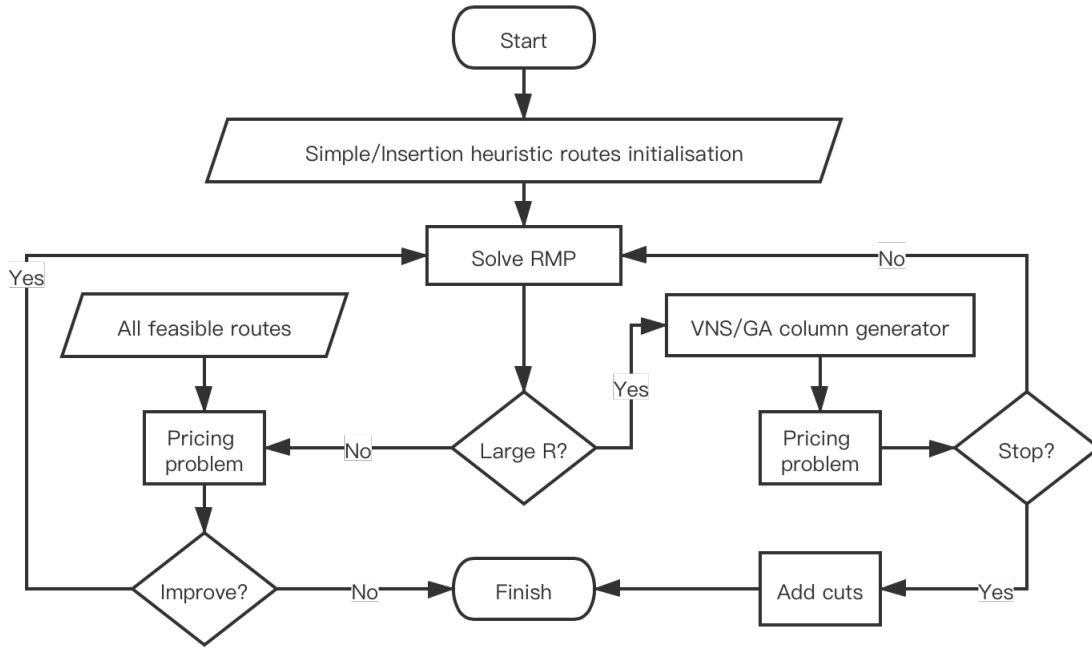 Start
Simple/Insertion heuristic routes initialisation
Solve RMP
No
Yes
All feasible routes
VNS/GA column generator
Yes
Pricing
problem
No
Large R?
Pricing
problem
Stop?
Improve?
No
Finish
Add cuts
Yes